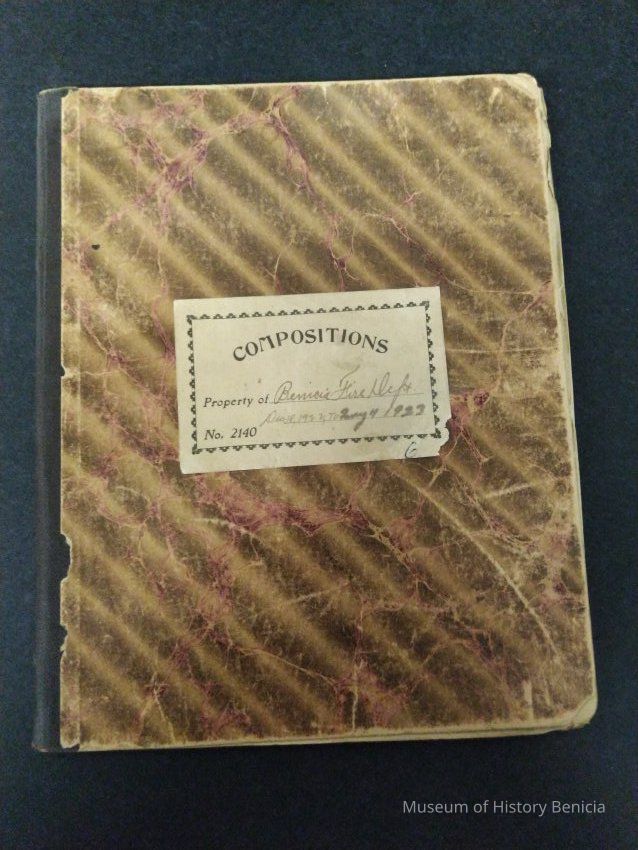 COMPOSITIONS
Property of Benicia Fire Dept
No. 2140
6
Museum of History Benicia